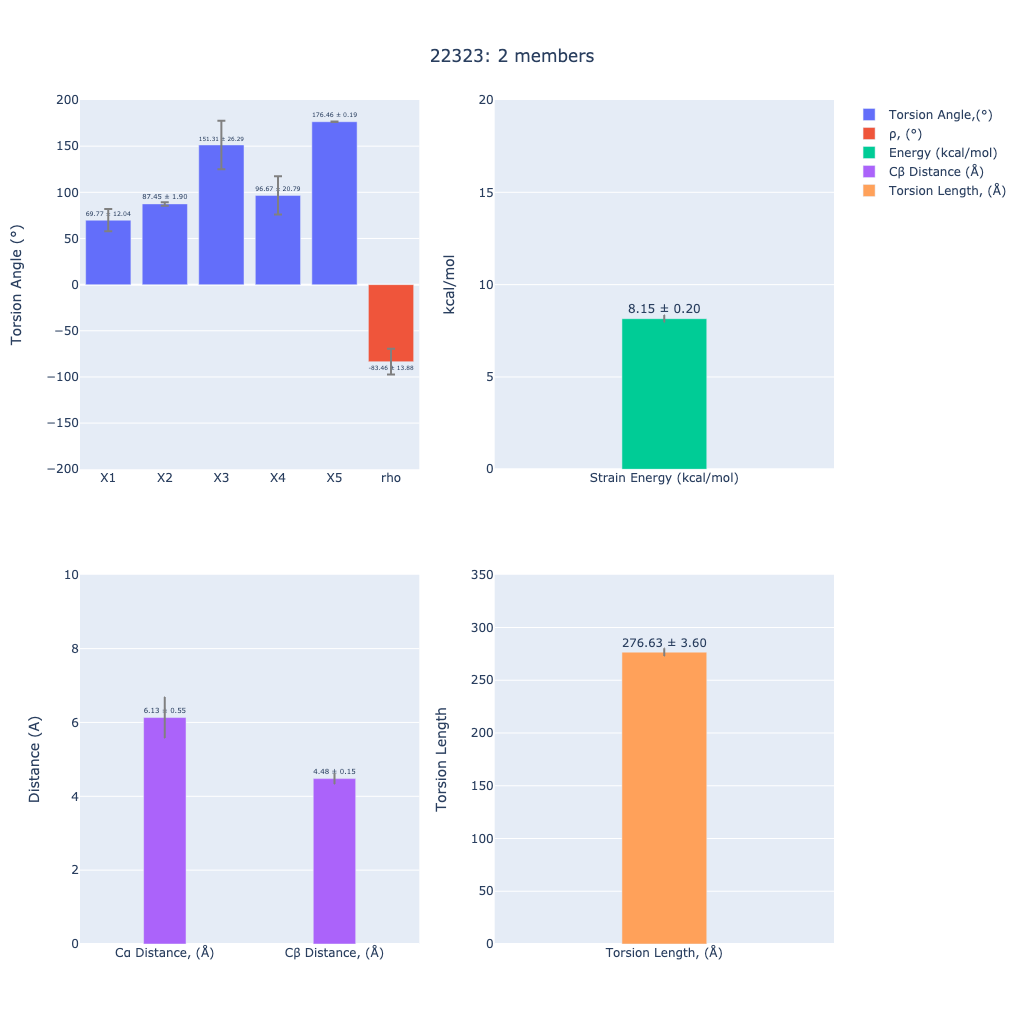 22323: 2 members
200
150
100
50
0
−50
−100
−150
−200
Torsion Angle (°)
69.77 ± 12.04
87.45 ± 1.90
151.31 ± 26.29
96.67 ± 20.79
176.46 ± 0.19
-83.46 ± 13.88
X1
X2
X3
X4
X5
rho
20
15
10
5
0
kcal/mol
8.15 ± 0.20
Strain Energy (kcal/mol)
Torsion Angle,(°)
ρ, (°)
Energy (kcal/mol)
Cβ Distance (Å)
Torsion Length, (Å)
10
8
6
4
2
0
Distance (A)
6.13 ± 0.55
4.48 ± 0.15
Cα Distance, (Å)
Cβ Distance, (Å)
350
300
250
200
150
100
50
0
Torsion Length
276.63 ± 3.60
Torsion Length, (Å)